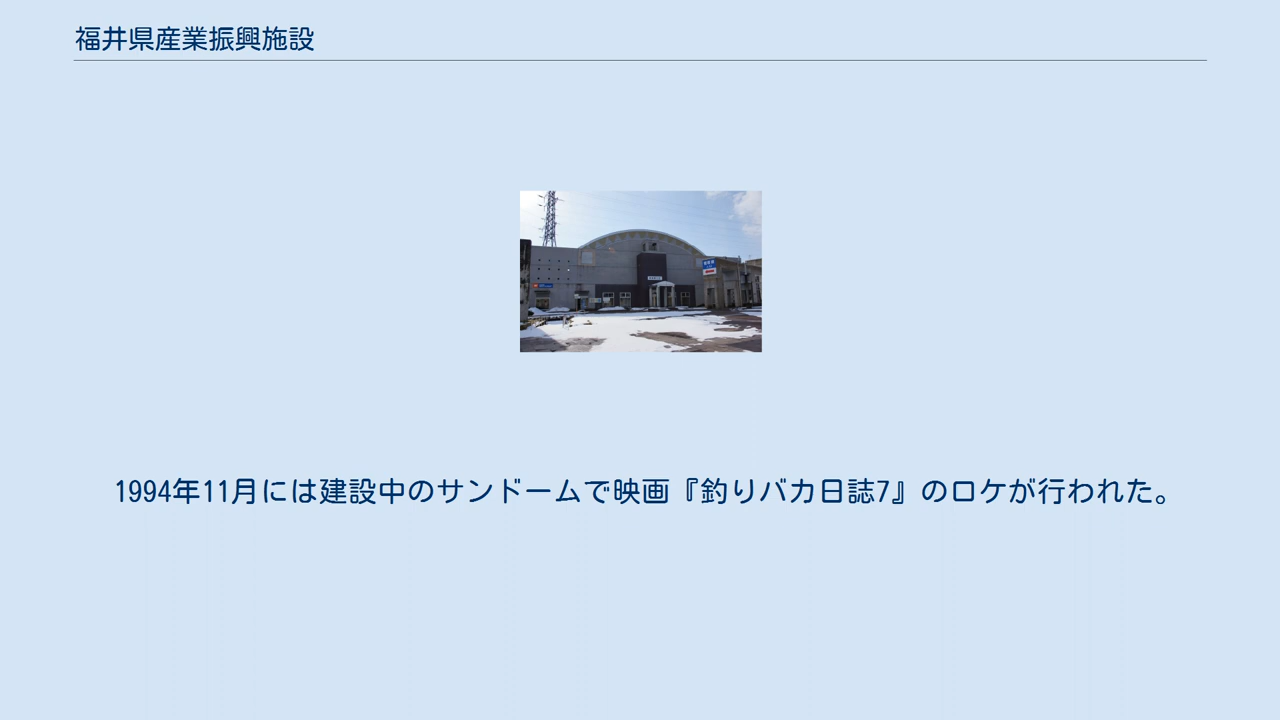 福井県産業振興施設
1994年11月には建設中のサンドームで映画『釣りバカ日誌7』のロケが行われた。